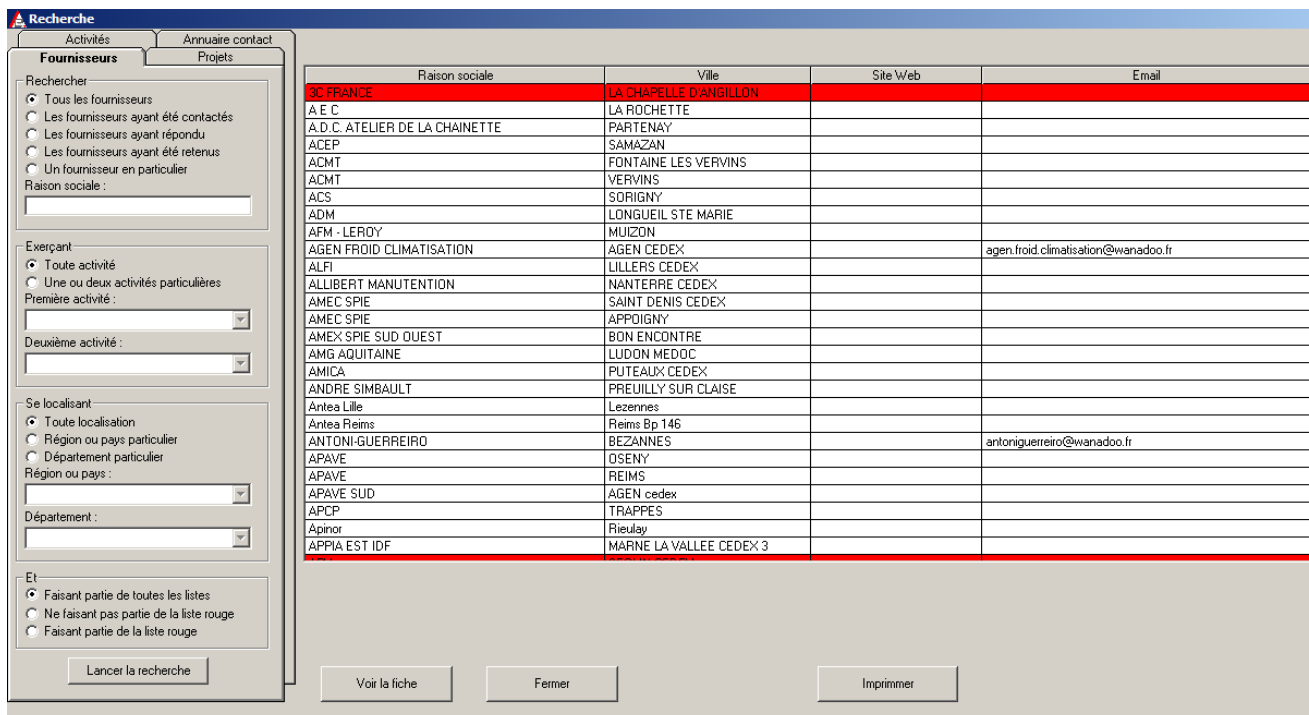 Recherche
Activités Annuaire contact
Fournisseurs Projets
Rechercher
Tous les fournisseurs
Les fournisseurs ayant été contactés
Les fournisseurs ayant répondu
Les fournisseurs ayant été retenus
Un fournisseur en particulier
Raison sociale :
Exerçant
Toute activité
Une ou deux activités particulières
Première activité :
Deuxième activité :
Se localisant
Toute localisation
Région ou pays particulier
Département particulier
Région ou pays :
Département :
Et
Faisant partie de toutes les listes
Ne faisant pas partie de la liste rouge
Faisant partie de la liste rouge
Lancer la recherche
Raison sociale Ville Site Web Email
3C FRANCE LA CHAPELLE D'ANGILLON
A E C LA ROCHETTE
A.D.C. ATELIER DE LA CHAINETTE PARTENAY
ACEP SAMAZAN
ACMT FONTAINE LES VERVINS
ACMT VERVINS
ACS SORIGNY
ADM LONGUEIL STE MARIE
AFM - LEROY MUIZON
AGEN FROID CLIMATISATION AGEN CEDEX agen.froid.climatisation@wanadoo.fr
ALFI LILLERS CEDEX
ALLIBERT MANUTENTION NANTERRE CEDEX
AMEC SPIE SAINT DENIS CEDEX
AMEC SPIE APPOIGNY
AMEX SPIE SUD OUEST BON ENCONTRE
AMG AQUITAINE LUDON MEDOC
AMICA PUTEAUX CEDEX
ANDRE SIMBAULT PREUILLY SUR CLAISE
Antea Lille Lezennes
Antea Reims Reims Bp 146
ANTONI-GUERREIRO BEZANNES antoniguerreiro@wanadoo.fr
APAVE OSENY
APAVE REIMS
APAVE SUD AGEN cedex
APCP TRAPPES
Apinor Rieulay
APPIA EST IDF MARNE LA VALLEE CEDEX 3
Voir la fiche Fermer Imprimmer